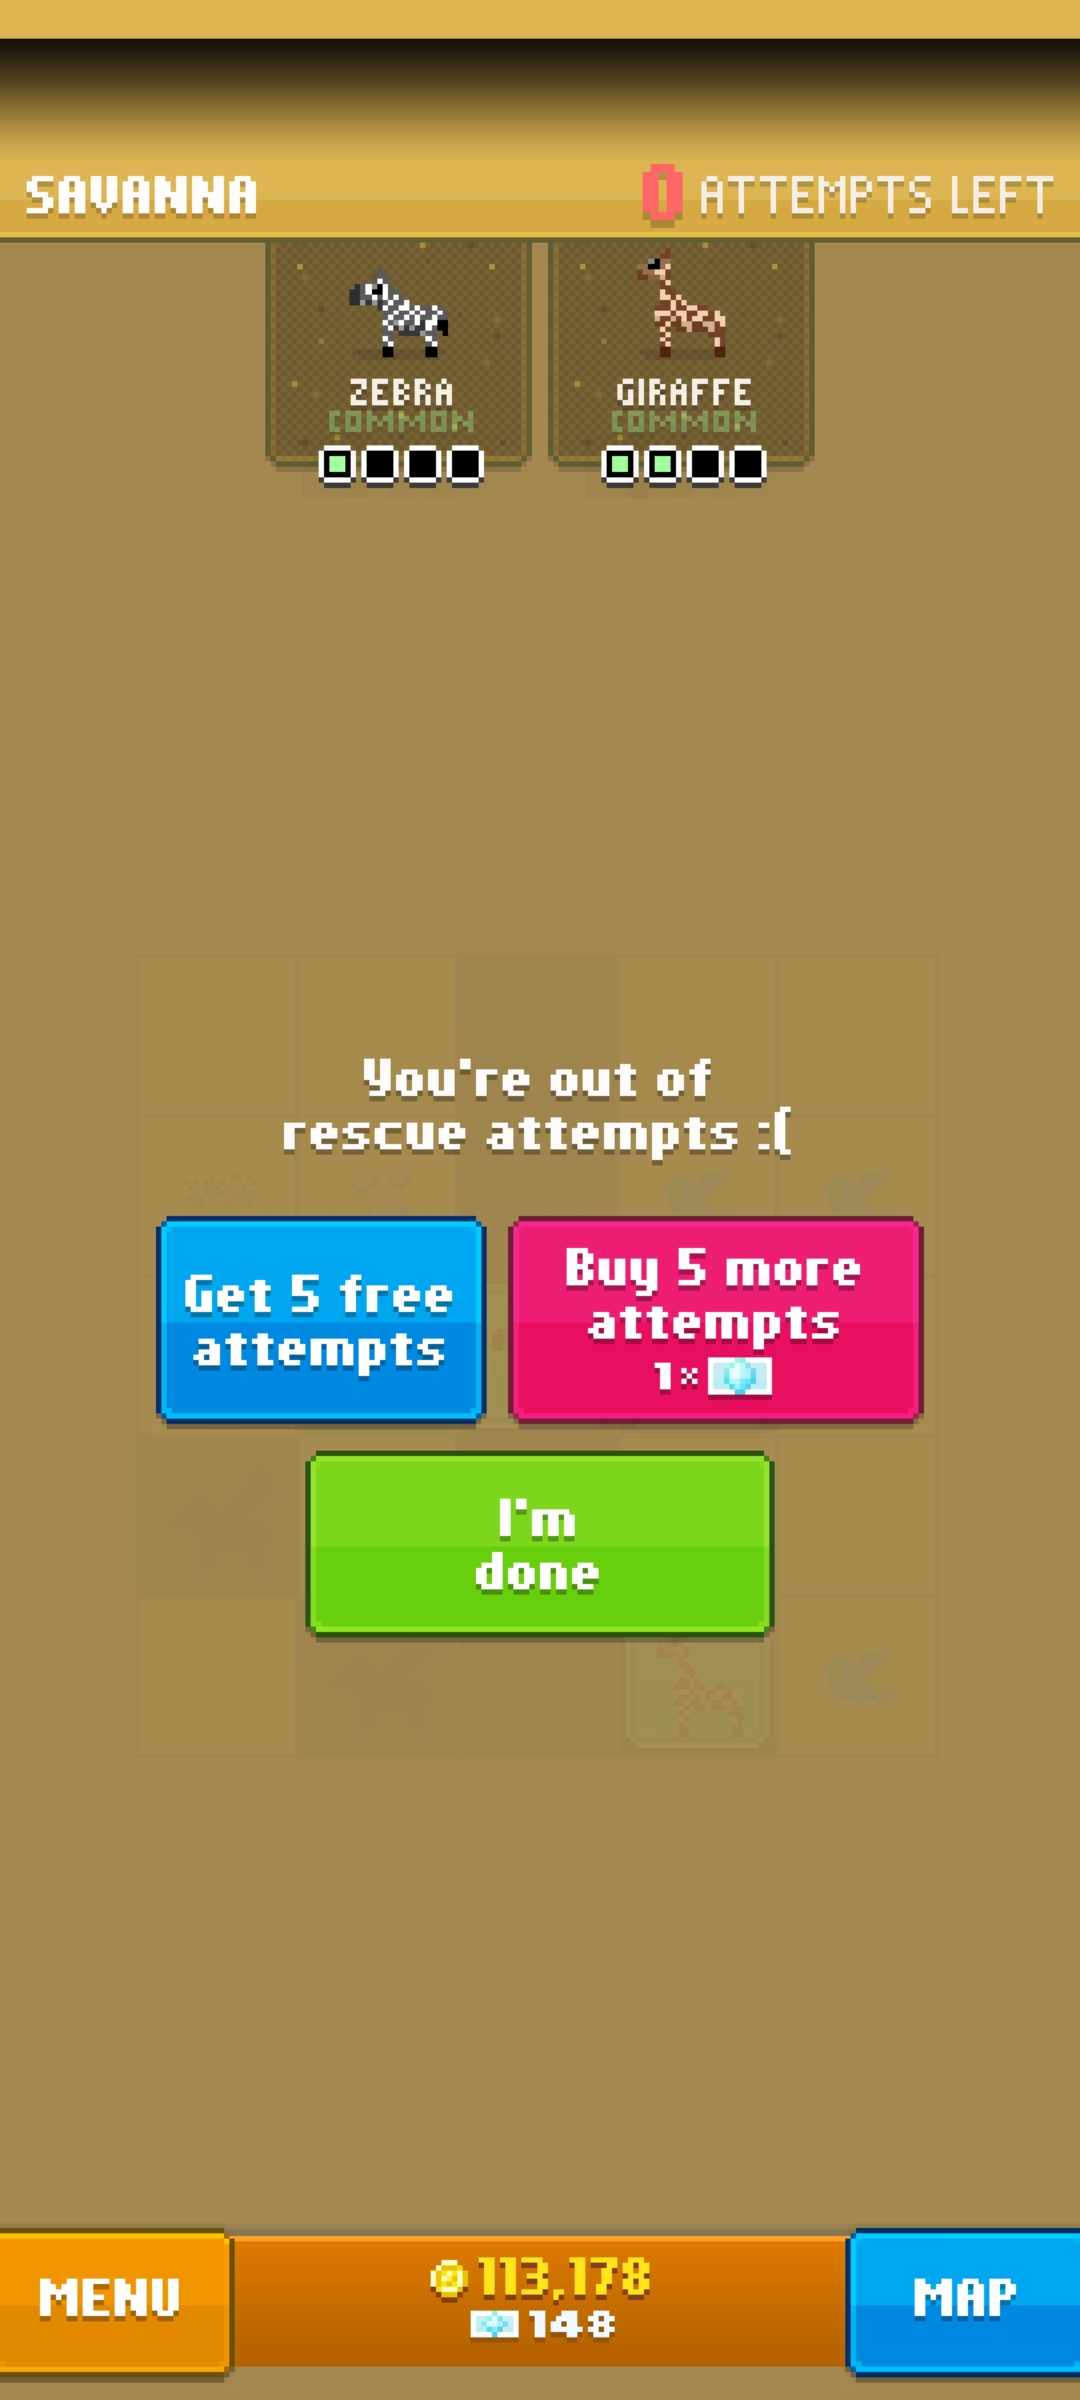 SAVANNA
0 ATTEMPTS LEFT
ZEBRA
COMMON
GIRAFFE
COMMON
You're out of
rescue attempts :(
Get 5 free
attempts
Buy 5 more
attempts
1×
I'm
done
MENU
113,178
148
MAP